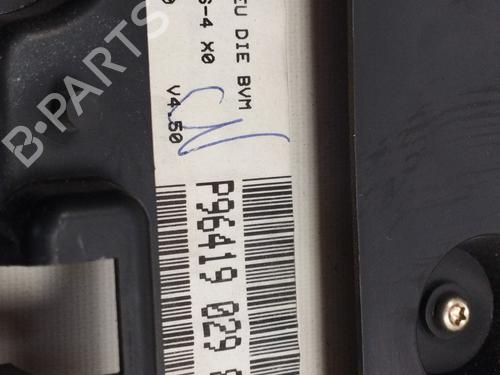 B-PARTS
EU DIE BVM
S-4 X0
V4.50
P96419 029